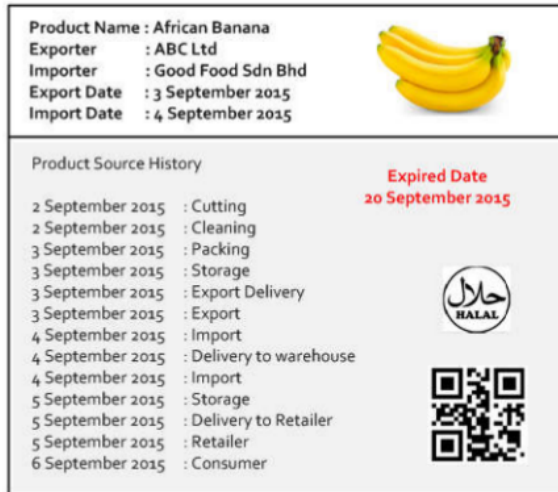 Product Name : African Banana
Exporter : ABC Ltd
Importer : Good Food Sdn Bhd
Export Date : 3 September 2015
Import Date : 4 September 2015
Product Source History
Expired Date
20 September 2015
2 September 2015 : Cutting
2 September 2015 : Cleaning
3 September 2015 : Packing
3 September 2015 : Storage
3 September 2015 : Export Delivery
3 September 2015 : Export
4 September 2015 : Import
4 September 2015 : Delivery to warehouse
4 September 2015 : Import
5 September 2015 : Storage
5 September 2015 : Delivery to Retailer
5 September 2015 : Retailer
6 September 2015 : Consumer
حلال
HALAL